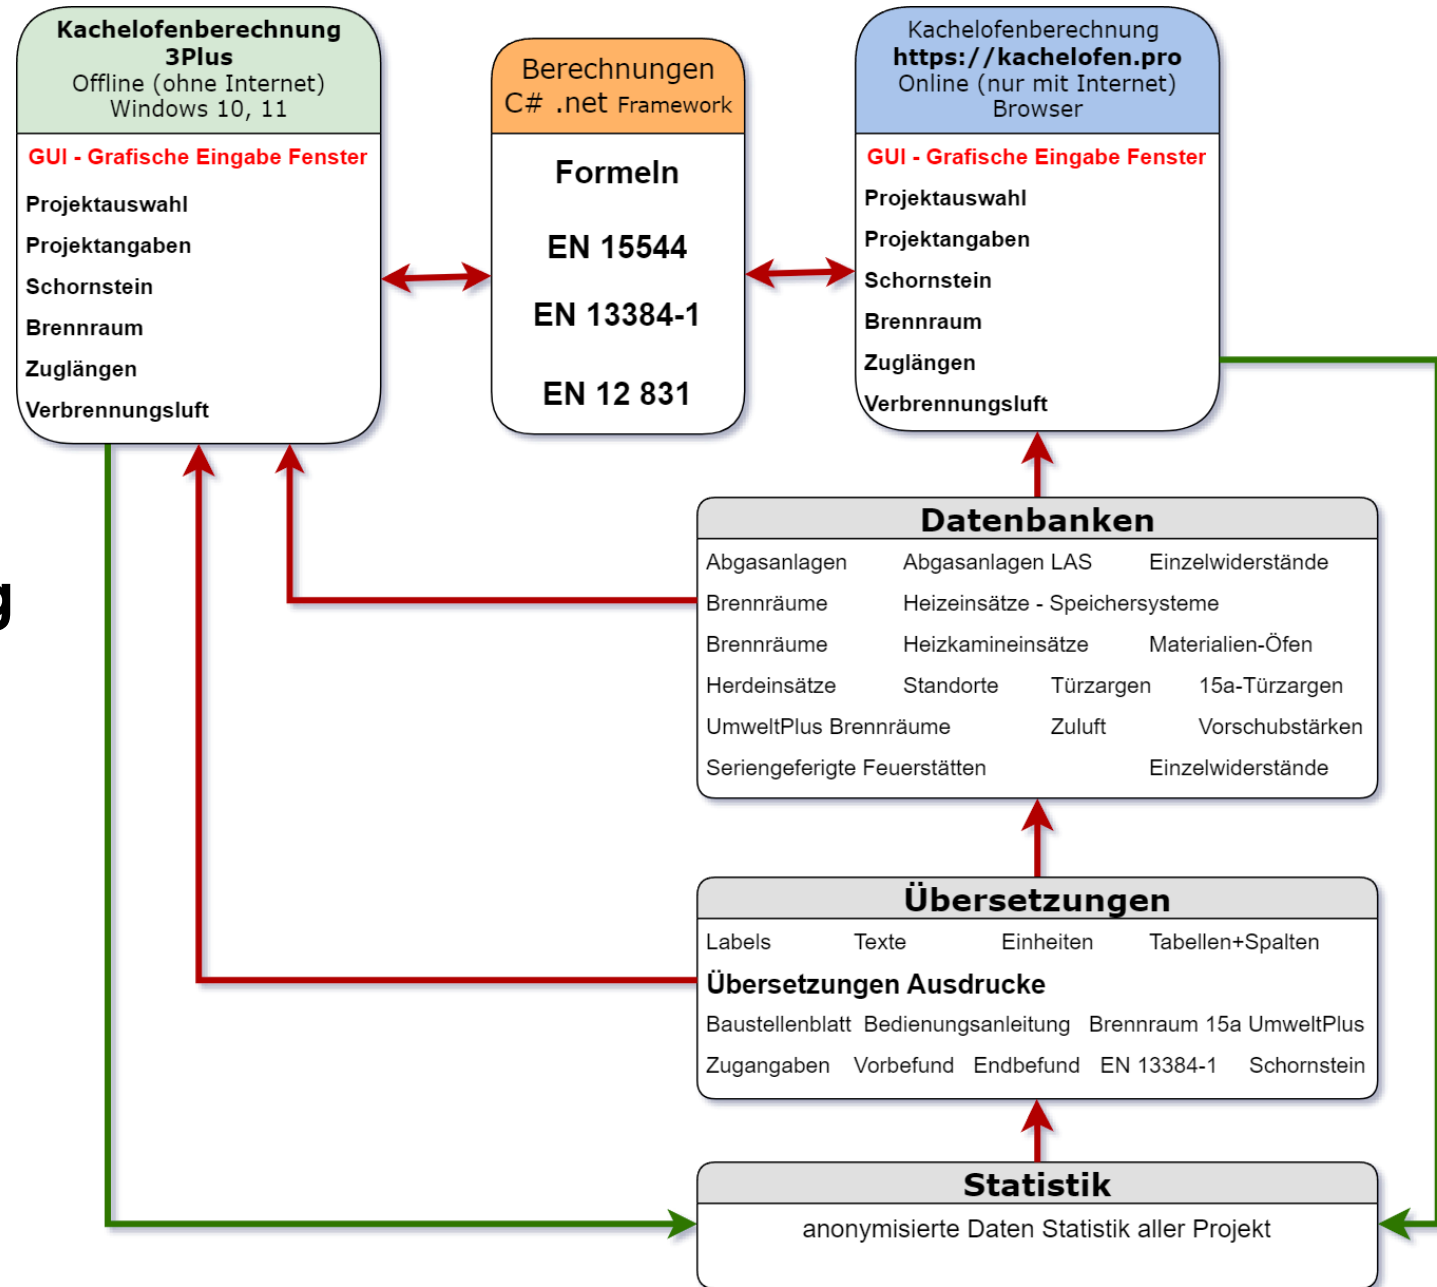 Kachelofenberechnung
3Plus
Offline (ohne Internet)
Windows 10, 11
GUI - Grafische Eingabe Fenster
Projektauswahl
Projektangaben
Schornstein
Brennraum
Zuglängen
Verbrennungsluft
Berechnungen
C# .net Framework
Formeln
EN 15544
EN 13384-1
EN 12 831
Kachelofenberechnung
https://kachelofen.pro
Online (nur mit Internet)
Browser
GUI - Grafische Eingabe Fenster
Projektauswahl
Projektangaben
Schornstein
Brennraum
Zuglängen
Verbrennungsluft
g
Datenbanken
Abgasanlagen Abgasanlagen LAS Einzelwiderstände
Brennräume Heizeinsätze - Speichersysteme
Brennräume Heizkamineinsätze Materialien-Öfen
Herdeinsätze Standorte Türzargen 15a-Türzargen
UmweltPlus Brennräume Zuluft Vorschubstärken
Seriengeferigte Feuerstätten Einzelwiderstände
Übersetzungen
Labels Texte Einheiten Tabellen+Spalten
Übersetzungen Ausdrucke
Baustellenblatt Bedienungsanleitung Brennraum 15a UmweltPlus
Zugangaben Vorbefund Endbefund EN 13384-1 Schornstein
Statistik
anonymisierte Daten Statistik aller Projekt